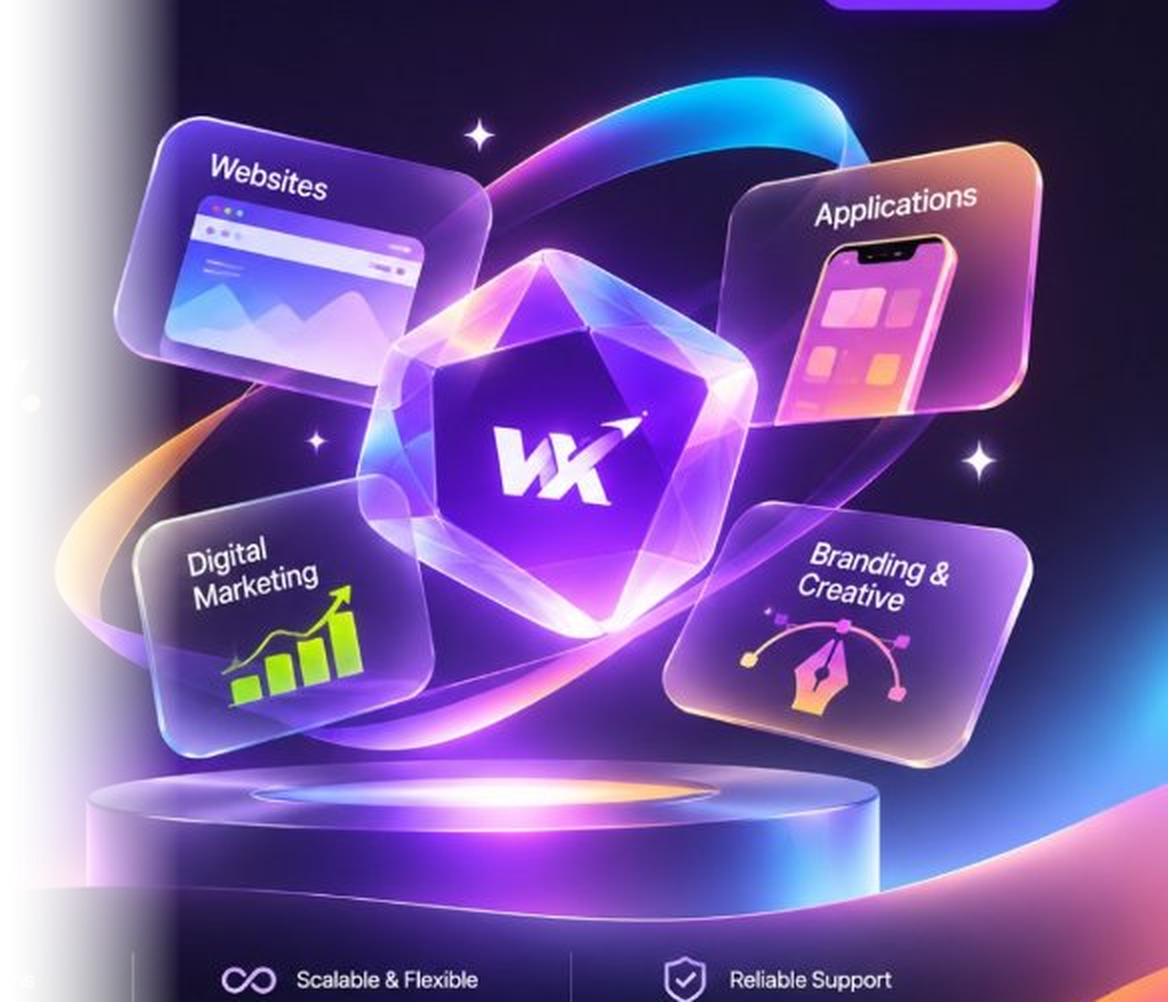 Websites
Applications
WX
Digital
Marketing
Branding &
Creative
Scalable & Flexible
Reliable Support